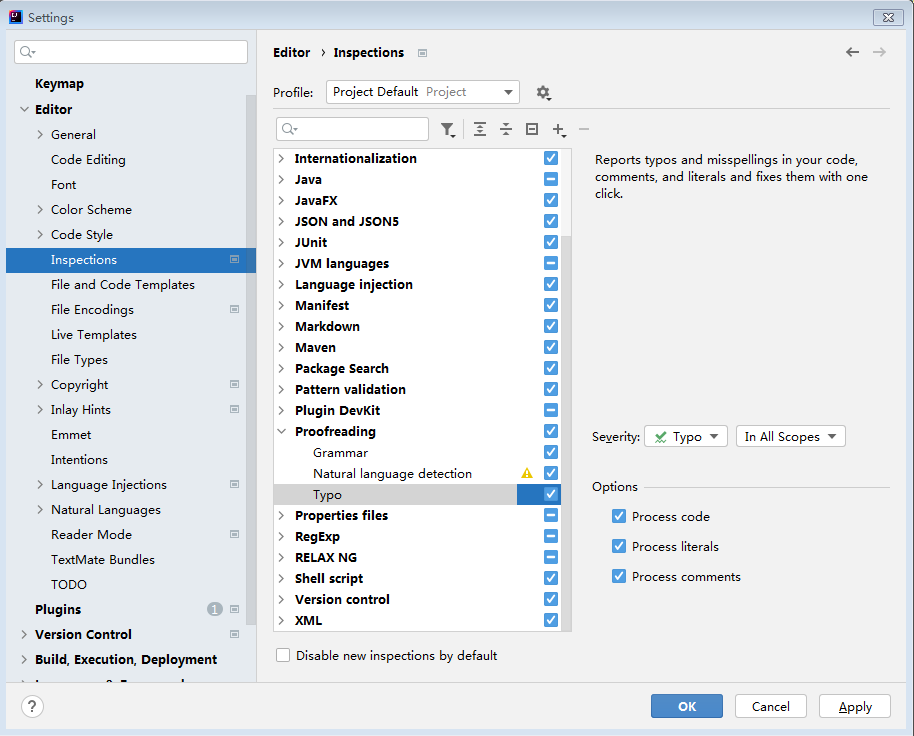 Settings
Keymap
Editor
General
Code Editing
Font
Color Scheme
Code Style
Inspections
File and Code Templates
File Encodings
Live Templates
File Types
Copyright
Inlay Hints
Emmet
Intentions
Language Injections
Natural Languages
Reader Mode
TextMate Bundles
TODO
Plugins 1
Version Control
Build, Execution, Deployment
Editor › Inspections
Profile: Project Default Project
Internationalization
Java
JavaFX
JSON and JSON5
JUnit
JVM languages
Language injection
Manifest
Markdown
Maven
Package Search
Pattern validation
Plugin DevKit
Proofreading
Grammar
Natural language detection
Typo
Properties files
RegExp
RELAX NG
Shell script
Version control
XML
Disable new inspections by default
Reports typos and misspellings in your code,
comments, and literals and fixes them with one
click.
Severity: Typo In All Scopes
Options
Process code
Process literals
Process comments
? OK Cancel Apply